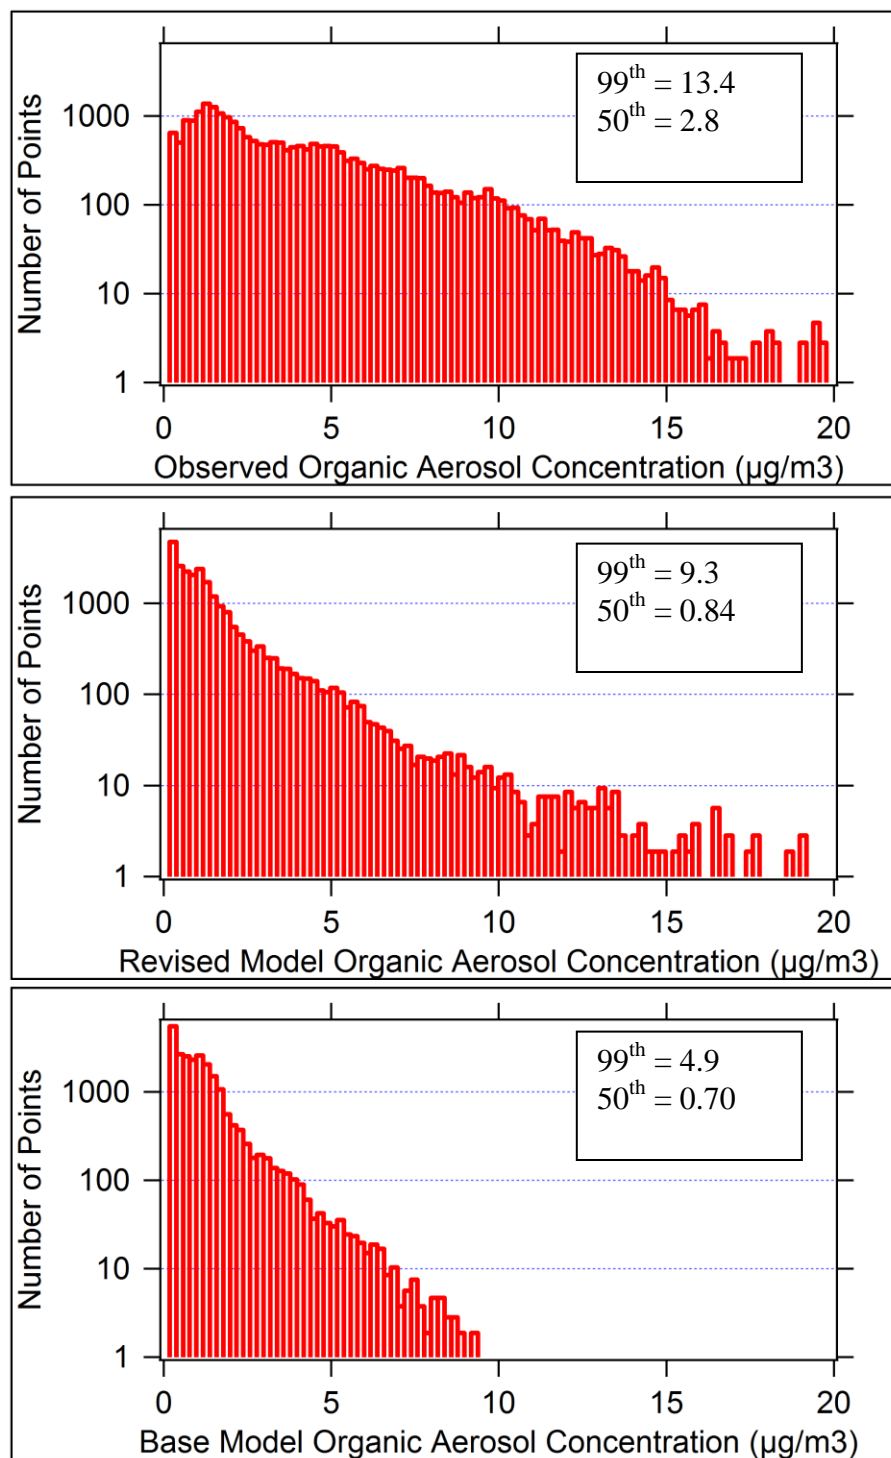 Number of Points
1000
100
10
1
99th = 13.4
50th = 2.8
0 5 10 15 20
Observed Organic Aerosol Concentration (µg/m3)
Number of Points
1000
100
10
1
99th = 9.3
50th = 0.84
0 5 10 15 20
Revised Model Organic Aerosol Concentration (µg/m3)
Number of Points
1000
100
10
1
99th = 4.9
50th = 0.70
0 5 10 15 20
Base Model Organic Aerosol Concentration (µg/m3)